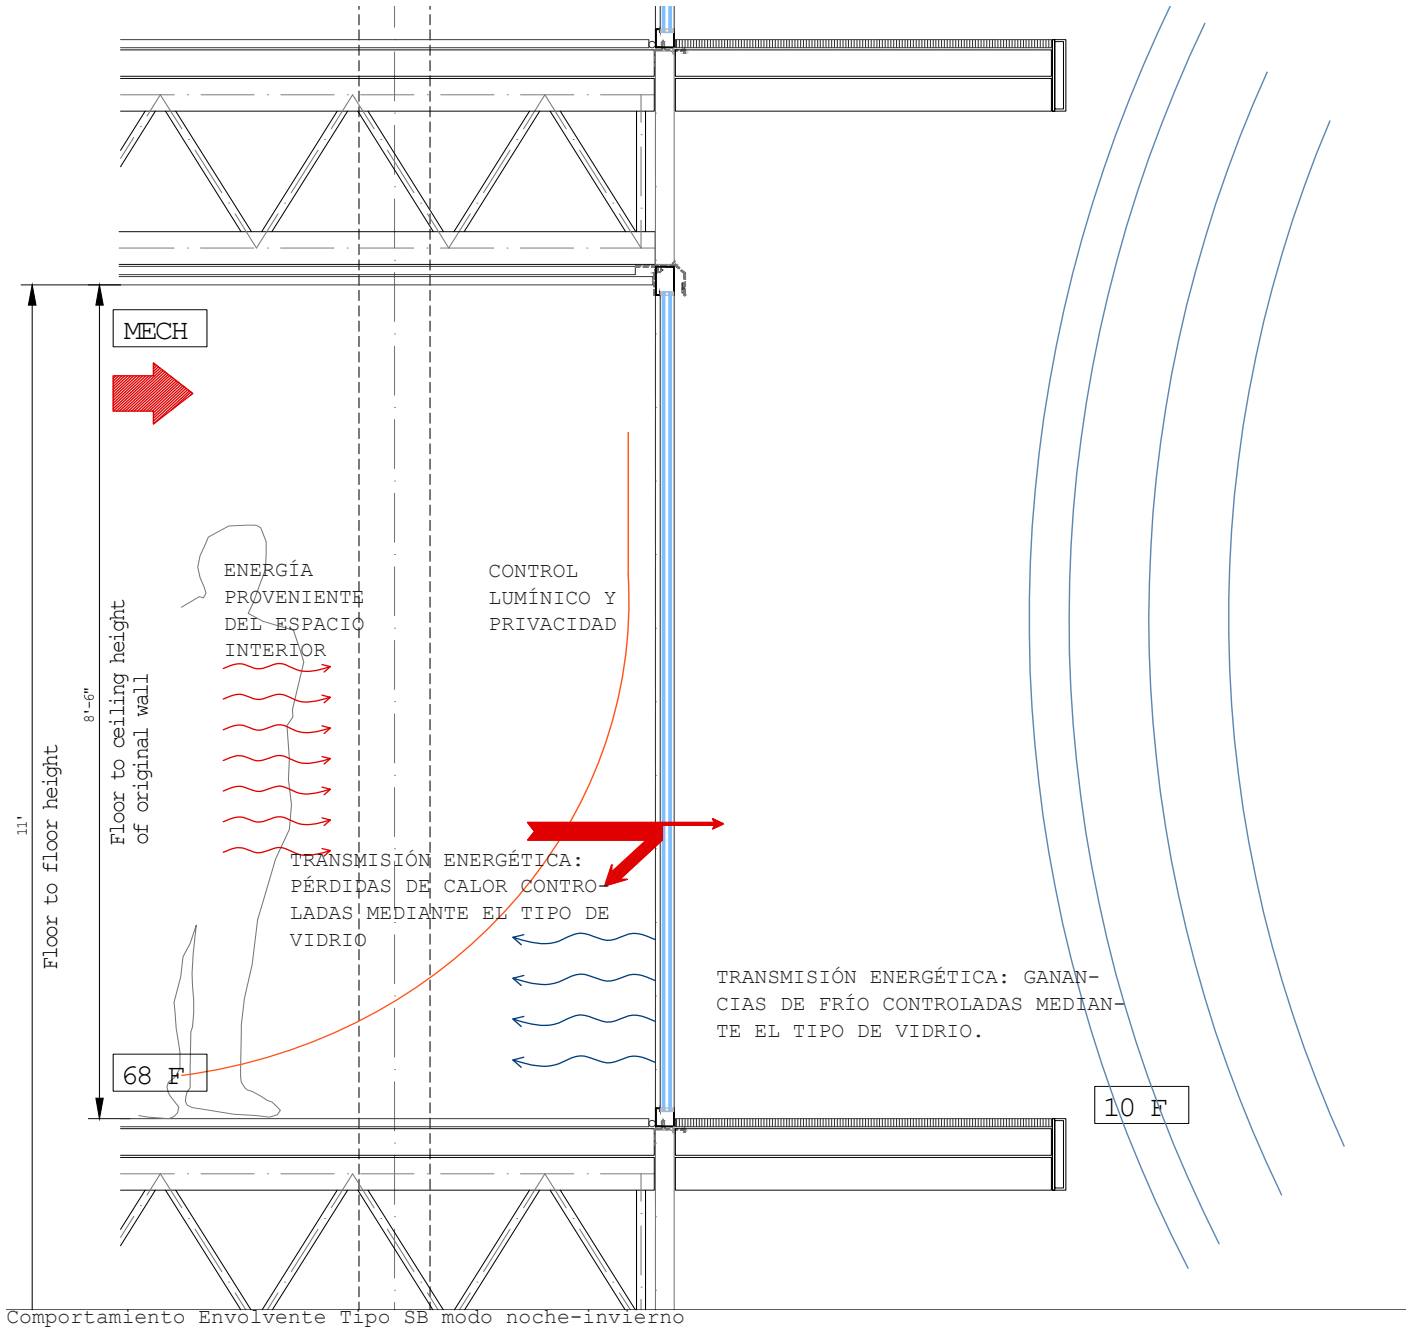 MECH
ENERGÍA
PROVENIENTE
DEL ESPACIO
INTERIOR
CONTROL
LUMÍNICO Y
PRIVACIDAD
11'
Floor to floor height
8'-6"
Floor to ceiling height
of original wall
TRANSMISIÓN ENERGÉTICA:
PÉRDIDAS DE CALOR CONTRO-
LADAS MEDIANTE EL TIPO DE
VIDRIO
TRANSMISIÓN ENERGÉTICA: GANAN-
CIAS DE FRÍO CONTROLADAS MEDIAN-
TE EL TIPO DE VIDRIO.
68 F
10 F
Comportamiento Envolvente Tipo SB modo noche-invierno